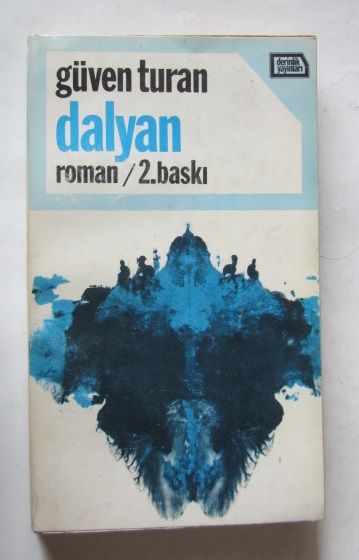 güven turan
dalyan
roman / 2.baskı
derinlik
yayınları